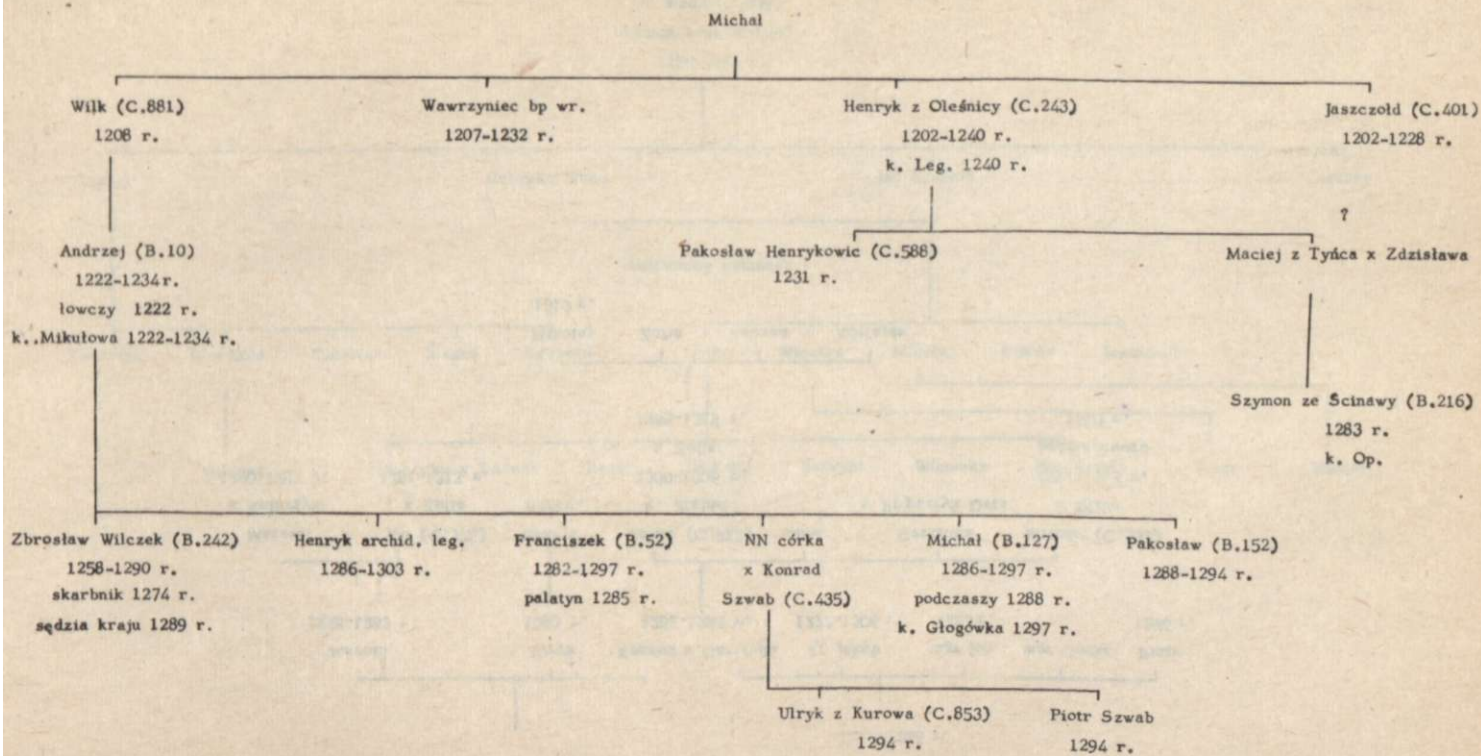 Michał
Wilk (C.881)
1208 r.
Wawrzyniec bp wr.
1207-1232 r.
Henryk z Oleśnicy (C.243)
1202-1240 r.
k. Leg. 1240 r.
Jaszczołd (C.401)
1202-1228 r.
?
Andrzej (B.10)
1222-1234r.
łowczy 1222 r.
k..Mikułowa 1222-1234 r.
Pakosław Henrykowic (C.588)
1231 r.
Maciej z Tyńca x Zdzisława
Szymon ze Ścinawy (B.216)
1283 r.
k. Op.
Zbrosław Wilczek (B.242)
1258-1290 r.
skarbnik 1274 r.
sędzia kraju 1289 r.
Henryk archid. leg.
1286-1303 r.
Franciszek (B.52)
1282-1297 r.
palatyn 1285 r.
NN córka
x Konrad
Szwab (C.435)
Michał (B.127)
1286-1297 r.
podczaszy 1288 r.
k. Głogówka 1297 r.
Pakosław (B.152)
1288-1294 r.
Ulryk z Kurowa (C.853)
1294 r.
Piotr Szwab
1294 r.